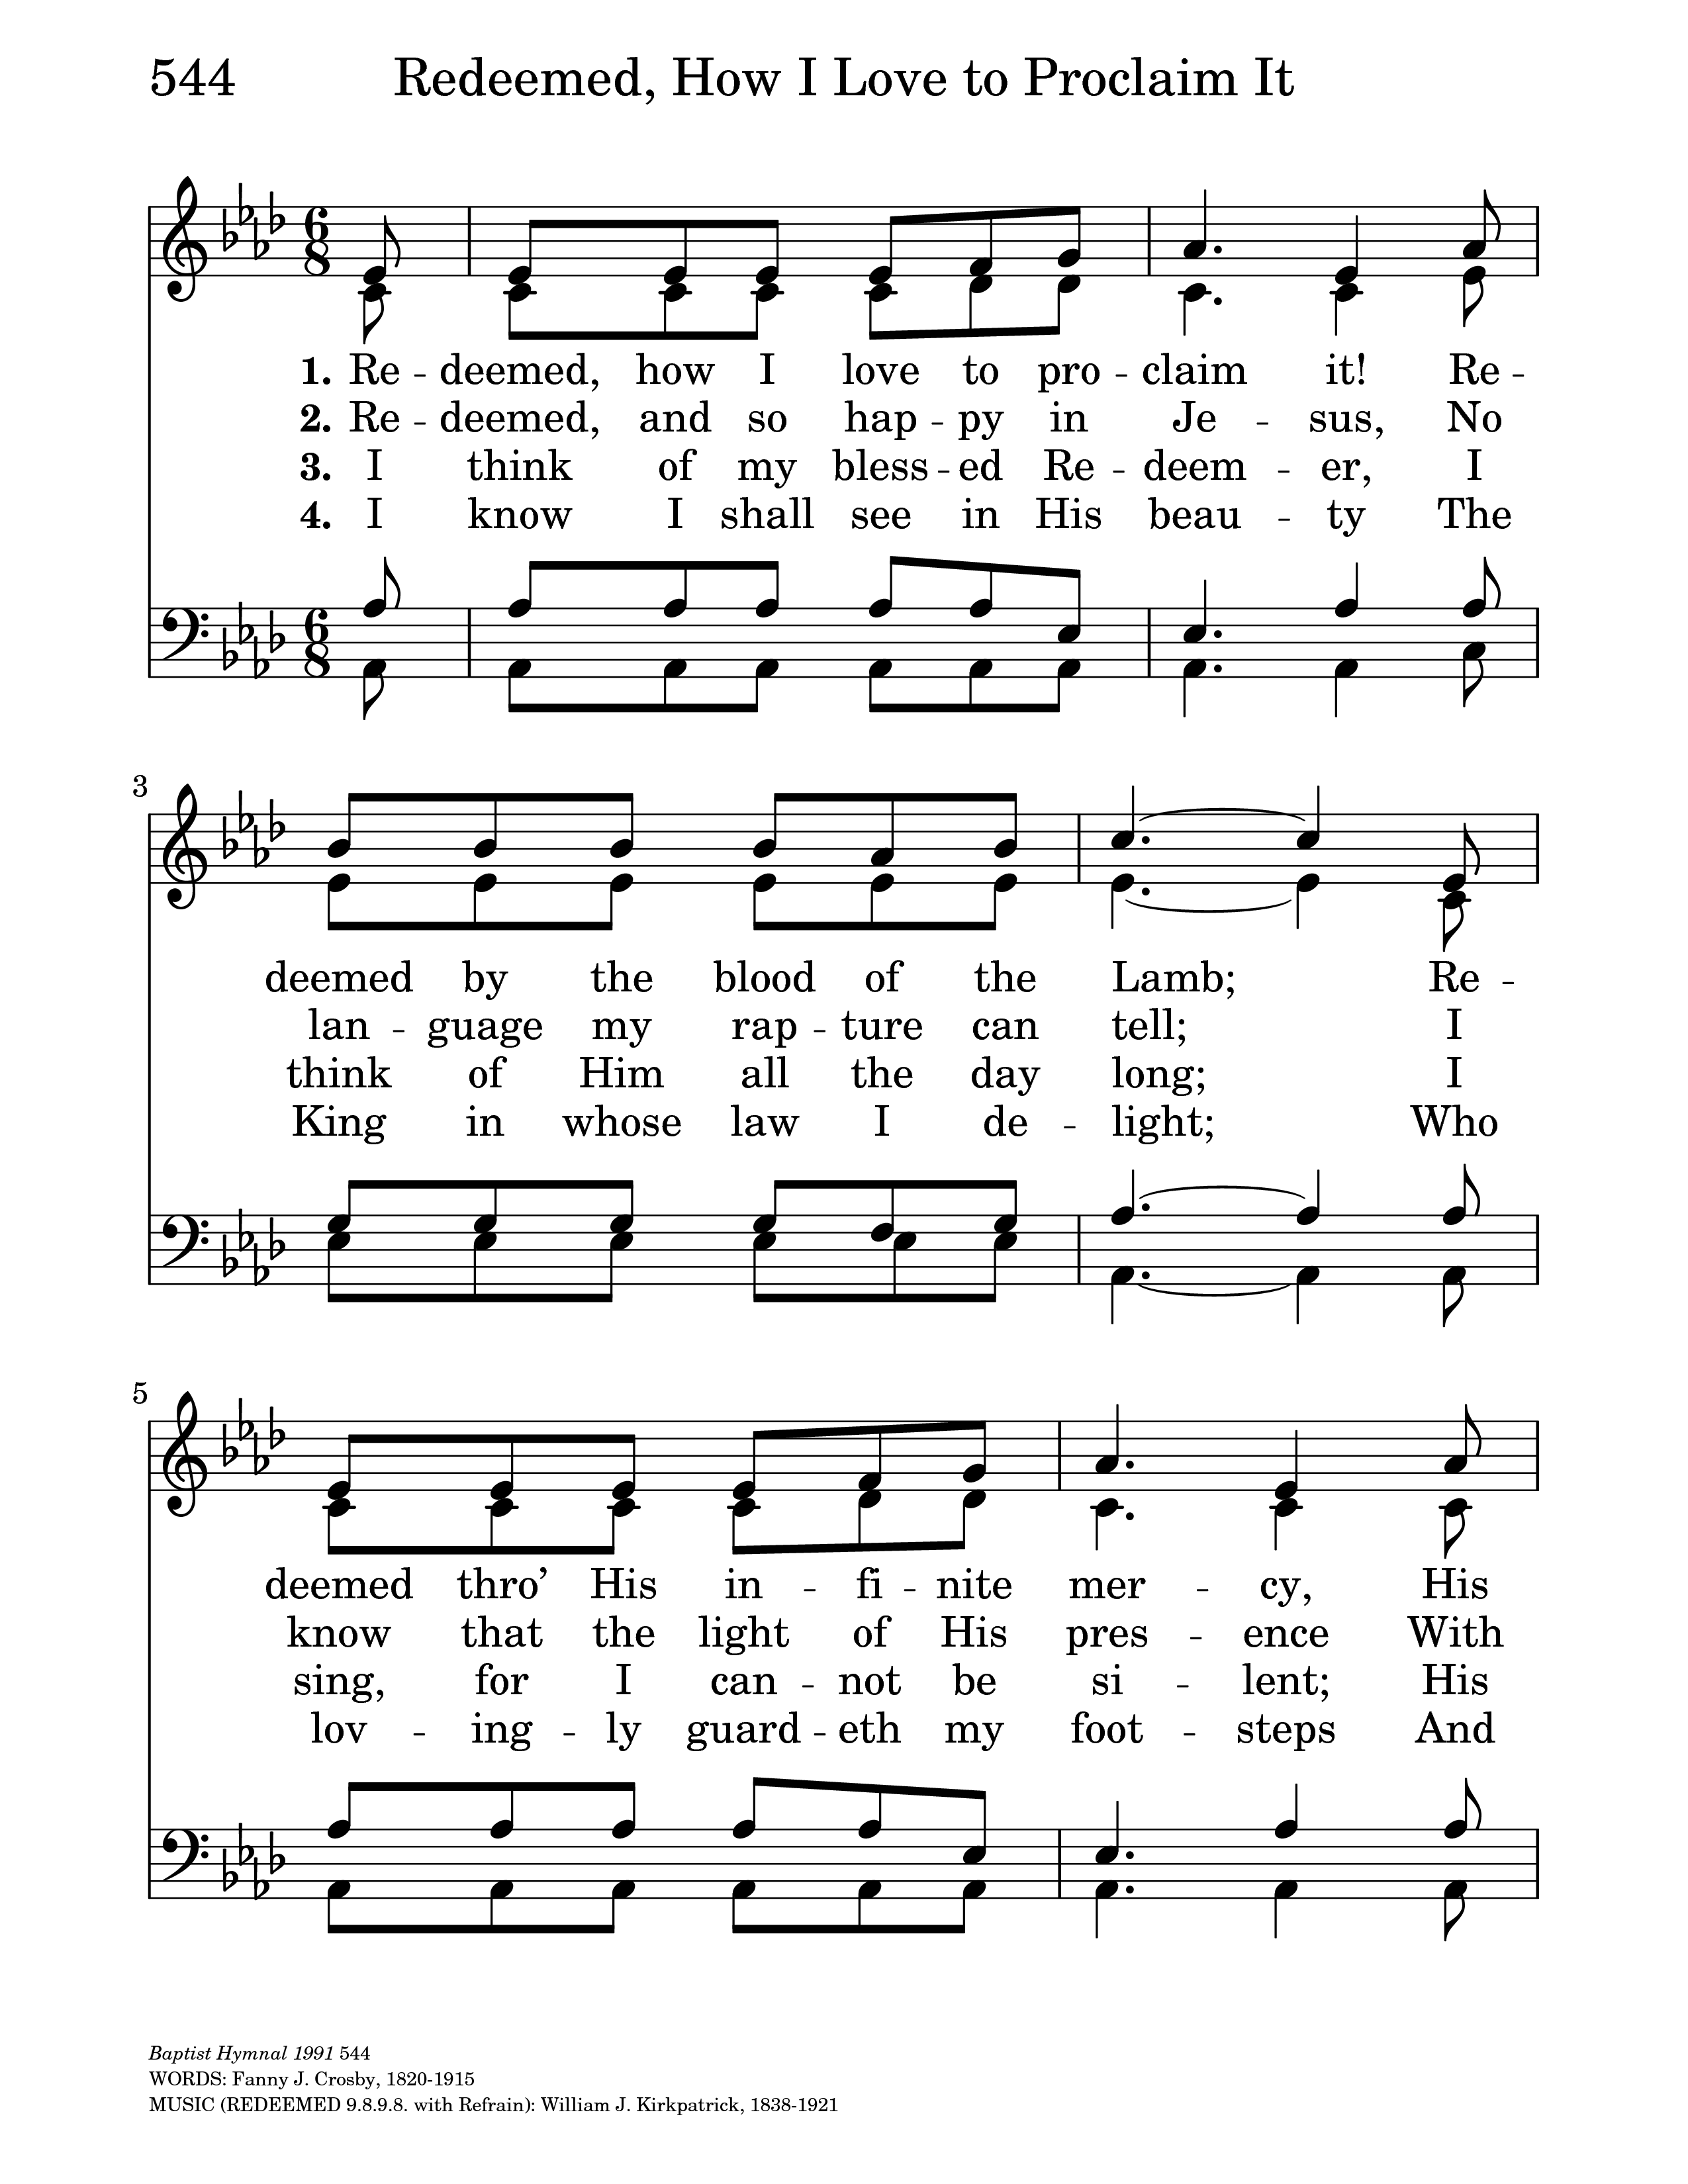 544 Redeemed, How I Love to Proclaim It
6
8
1. Re - deemed, how I love to pro - claim it! Re -
2. Re - deemed, and so hap - py in Je - sus, No
3. I think of my bless - ed Re - deem - er, I
4. I know I shall see in His beau - ty The
6
8
3
deemed by the blood of the Lamb; Re -
lan - guage my rap - ture can tell; I
think of Him all the day long; I
King in whose law I de - light; Who
5
deemed thro’ His in - fi - nite mer - cy, His
know that the light of His pres - ence With
sing, for I can - not be si - lent; His
lov - ing - ly guard - eth my foot - steps And
Baptist Hymnal 1991 544
WORDS: Fanny J. Crosby, 1820-1915
MUSIC (REDEEMED 9.8.9.8. with Refrain): William J. Kirkpatrick, 1838-1921